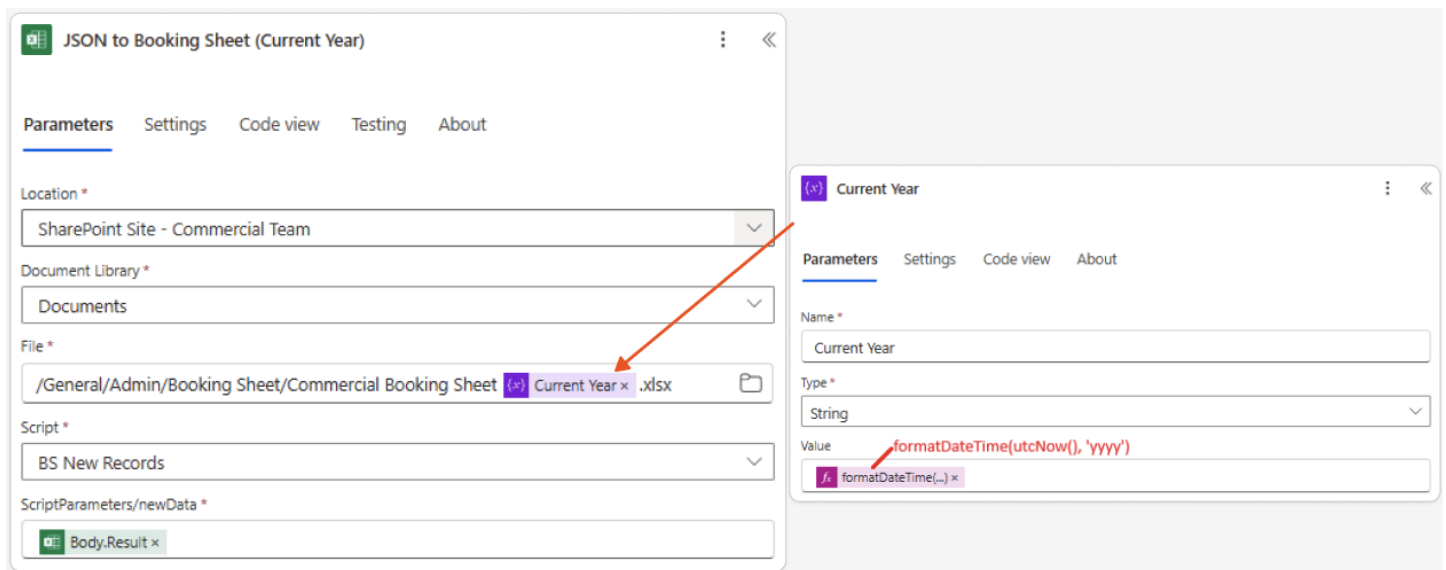 JSON to Booking Sheet (Current Year)
Parameters Settings Code view Testing About
Location *
SharePoint Site - Commercial Team
Document Library *
Documents
File *
/General/Admin/Booking Sheet/Commercial Booking Sheet {x} Current Year × .xlsx
Script *
BS New Records
ScriptParameters/newData *
Body.Result ×
{x} Current Year
Parameters Settings Code view About
Name *
Current Year
Type *
String
Value formatDateTime(utcNow(), 'yyyy')
fx formatDateTime(...) ×